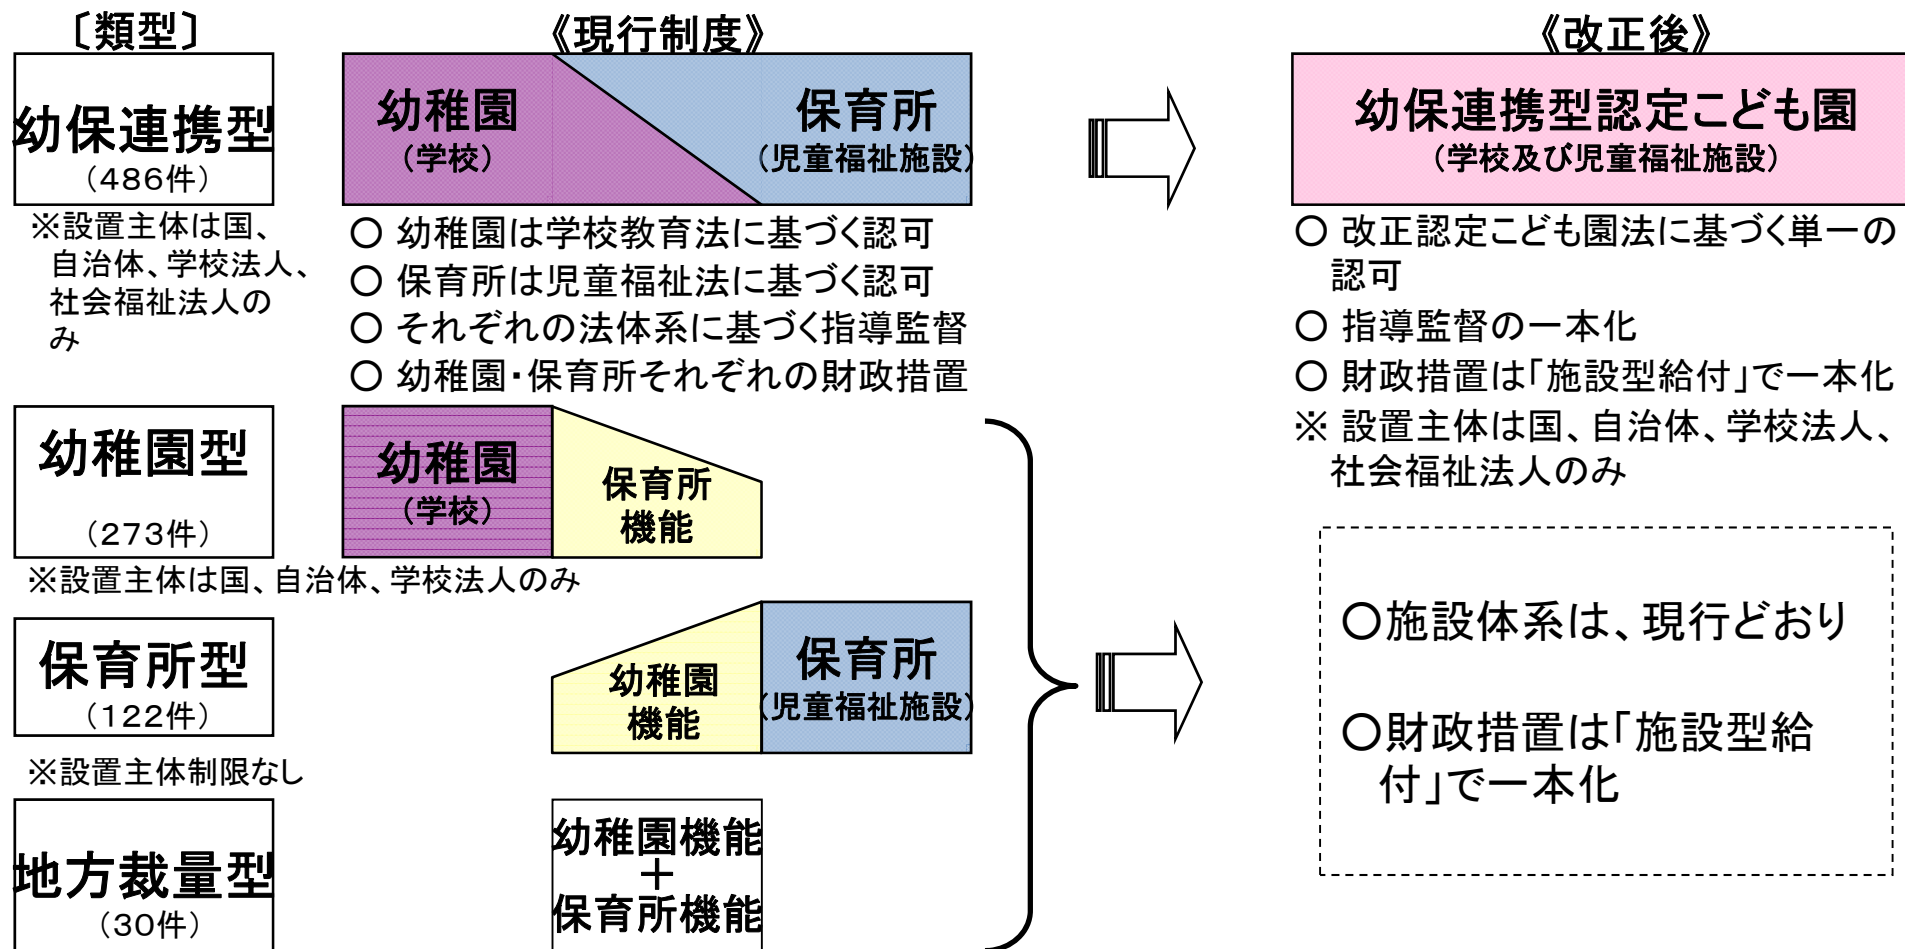 〔類型〕
《現行制度》
《改正後》
幼保連携型
（486件）
※設置主体は国、
自治体、学校法人、
社会福祉法人の
み
幼稚園
（学校）
保育所
（児童福祉施設）
○ 幼稚園は学校教育法に基づく認可
○ 保育所は児童福祉法に基づく認可
○ それぞれの法体系に基づく指導監督
○ 幼稚園・保育所それぞれの財政措置
幼保連携型認定こども園
（学校及び児童福祉施設）
○ 改正認定こども園法に基づく単一の
認可
○ 指導監督の一本化
○ 財政措置は「施設型給付」で一本化
※ 設置主体は国、自治体、学校法人、
社会福祉法人のみ
幼稚園型
（273件）
※設置主体は国、自治体、学校法人のみ
幼稚園
（学校）
保育所
機能
保育所型
（122件）
※設置主体制限なし
幼稚園
機能
保育所
（児童福祉施設）
地方裁量型
（30件）
幼稚園機能
＋
保育所機能
○施設体系は、現行どおり
○財政措置は「施設型給
付」で一本化